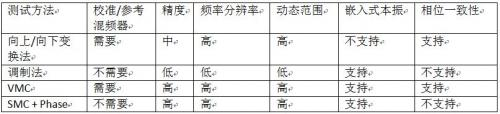 测试方法 校准/参考混频器 精度 频率分辨率 动态范围 嵌入式本振 相位一致性
向上/向下变换法 需要 中 高 高 不支持 支持
调制法 不需要 低 低 低 支持 不支持
VMC 需要 高 高 高 支持 支持
SMC + Phase 不需要 高 高 高 支持 不支持